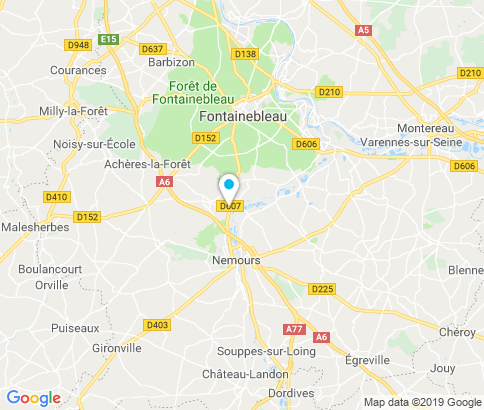 A5
D948
E15
D637
D138
Barbizon
Courances
D210
Forêt de
Fontainebleau
D210
Milly-la-Forêt
Fontainebleau
Montereau
Varennes-sur-Seine
D152
Noisy-sur-École
D606
Achères-la-Forêt
D606
A6
D410
D607
D152
Malesherbes
Nemours
Boulancourt
Orville
Blenne
D225
Puiseaux
D403
A77
A6
Chéroy
Gironville
Souppes-sur-Loing
Égreville
Château-Landon
Jouy
Dordives
Google
Map data ©2019 Google